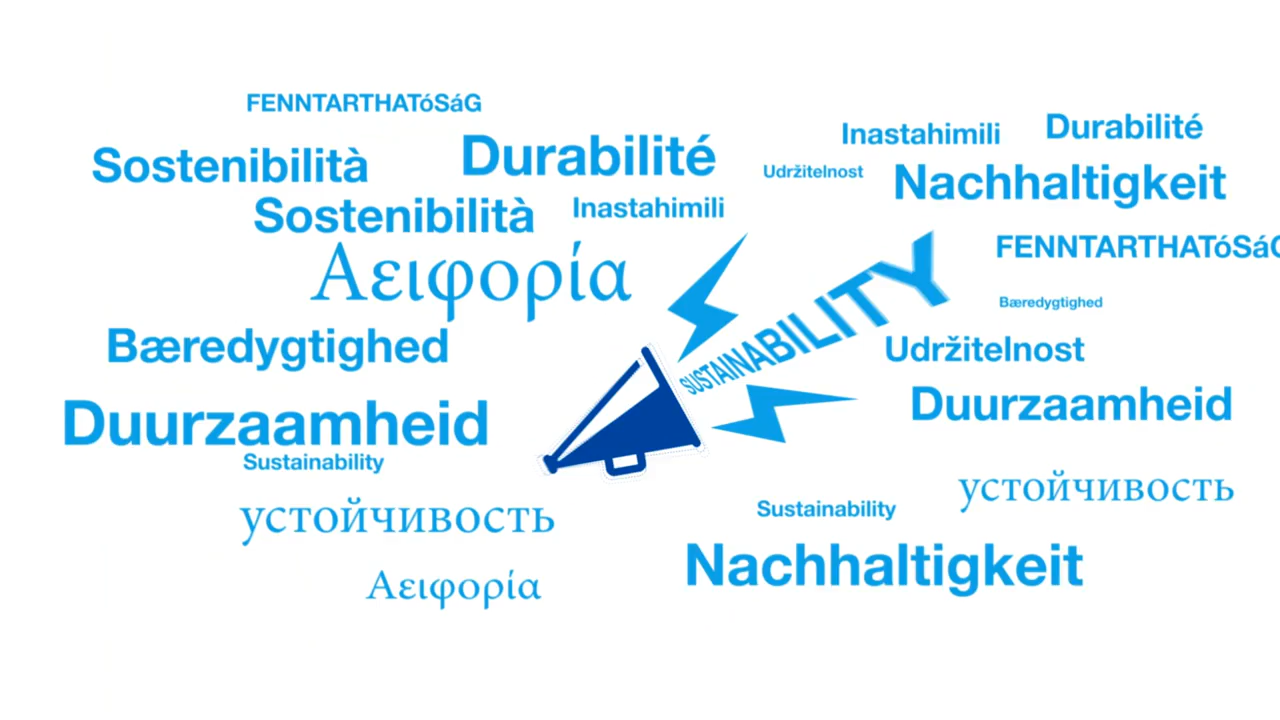 FENNTARTHATóSáG
Durabilité
Inastahimili
Sostenibilità
Durabilité
Udržitelnost
Nachhaltigkeit
Sostenibilità
Inastahimili
Αειφορία
FENNTARTHATóSáG
SUSTAINABILITY
Bæredygtighed
Bæredygtighed
Udržitelnost
Duurzaamheid
Duurzaamheid
Sustainability
устойчивость
устойчивость
Sustainability
Αειφορία
Nachhaltigkeit